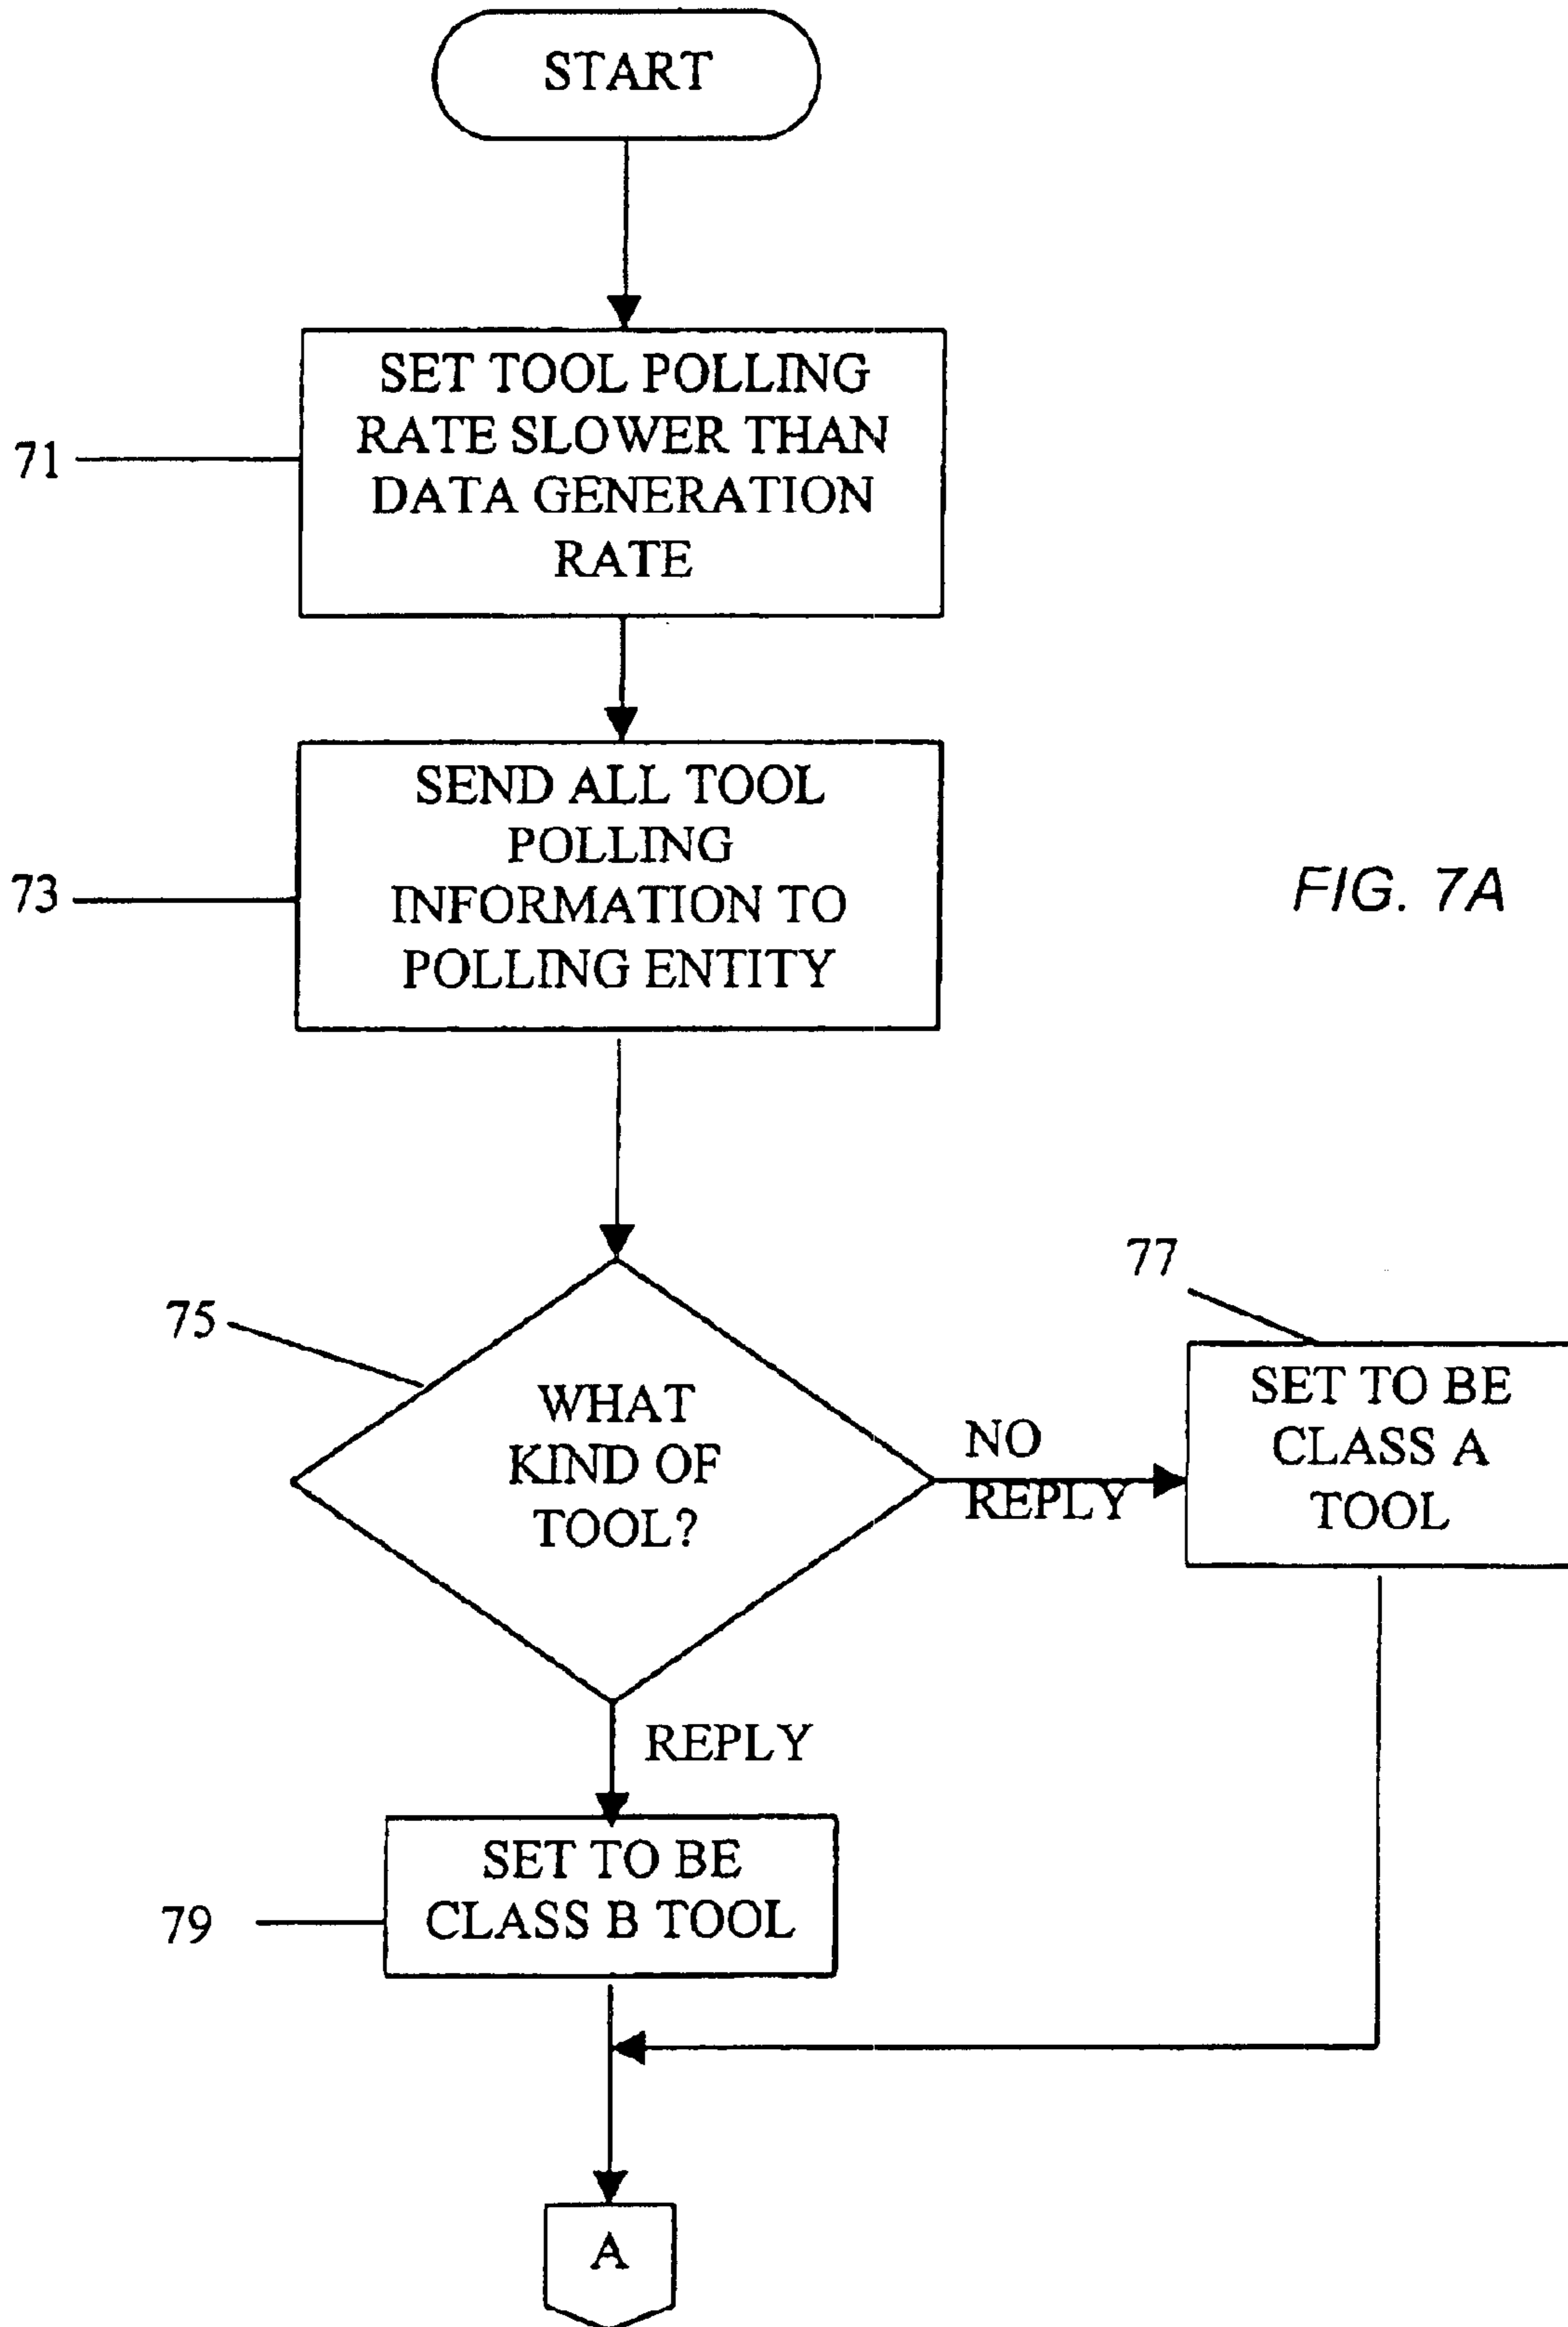 START
SET TOOL POLLING
RATE SLOWER THAN
DATA GENERATION
RATE
71
SEND ALL TOOL
POLLING
INFORMATION TO
POLLING ENTITY
73
FIG. 7A
75
WHAT
KIND OF
TOOL?
NO
REPLY
77
SET TO BE
CLASS A
TOOL
REPLY
SET TO BE
CLASS B TOOL
79
A